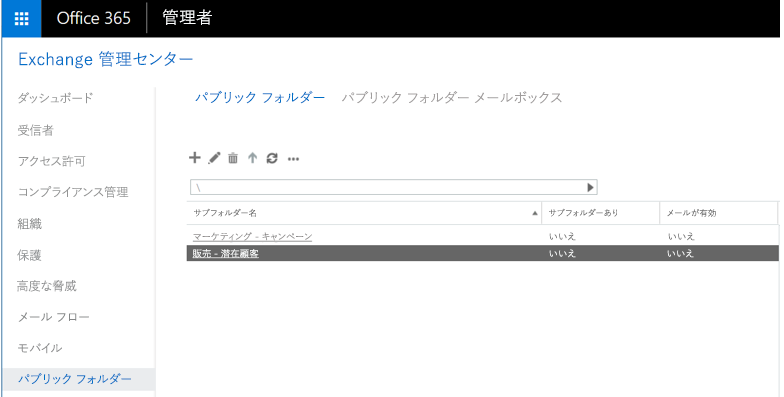 Office 365 管理者
Exchange 管理センター
ダッシュボード
受信者
アクセス許可
コンプライアンス管理
組織
保護
高度な脅威
メール フロー
モバイル
パブリック フォルダー
パブリック フォルダー パブリック フォルダー メールボックス
\
サブフォルダー名 サブフォルダーあり メールが有効
マーケティング - キャンペーン いいえ いいえ
販売 - 潜在顧客 いいえ いいえ